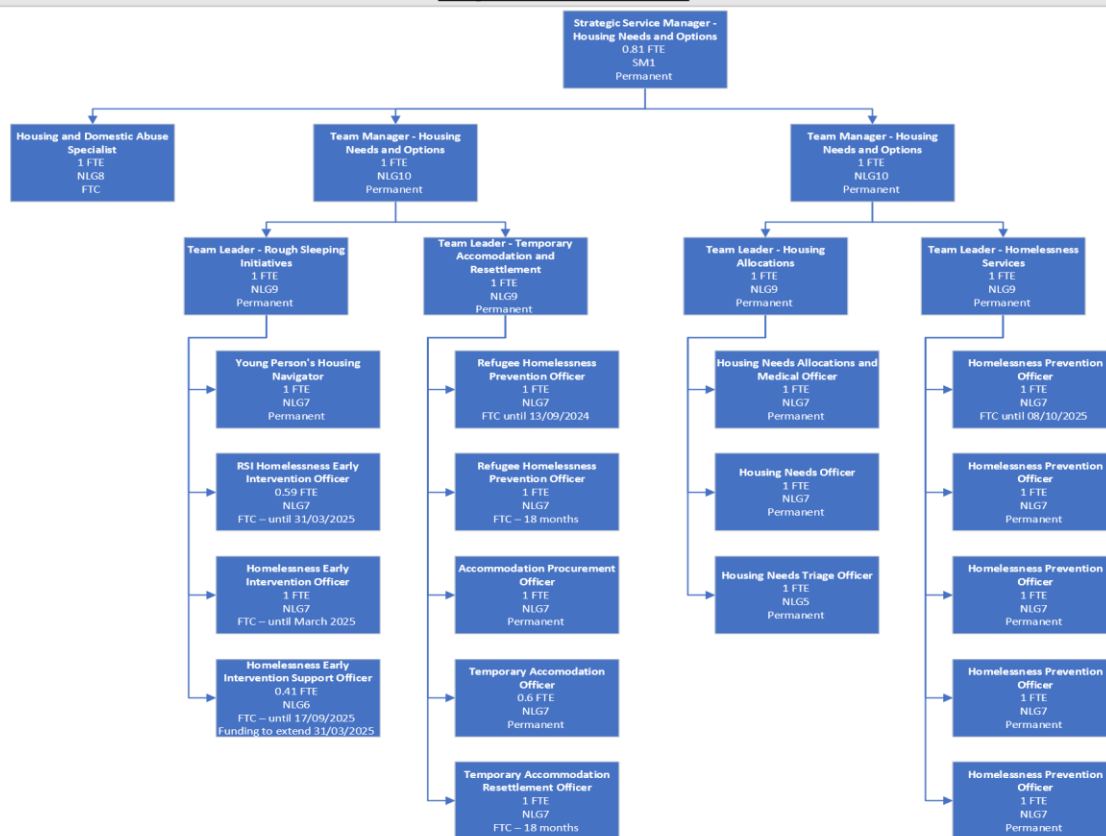 Strategic Service Manager -
Housing Needs and Options
0.81 FTE
SM1
Permanent
Housing and Domestic Abuse
Specialist
1 FTE
NLG8
FTC
Team Manager - Housing
Needs and Options
1 FTE
NLG10
Permanent
Team Manager - Housing
Needs and Options
1 FTE
NLG10
Permanent
Team Leader - Rough Sleeping
Initiatives
1 FTE
NLG9
Permanent
Team Leader - Temporary
Accomodation and
Resettlement
1 FTE
NLG9
Permanent
Team Leader - Housing
Allocations
1 FTE
NLG9
Permanent
Team Leader - Homelessness
Services
1 FTE
NLG9
Permanent
Young Person's Housing
Navigator
1 FTE
NLG7
Permanent
RSI Homelessness Early
Intervention Officer
0.59 FTE
NLG7
FTC – until 31/03/2025
Homelessness Early
Intervention Officer
1 FTE
NLG7
FTC – until March 2025
Homelessness Early
Intervention Support Officer
0.41 FTE
NLG6
FTC – until 17/09/2025
Funding to extend 31/03/2025
Refugee Homelessness
Prevention Officer
1 FTE
NLG7
FTC until 13/09/2024
Refugee Homelessness
Prevention Officer
1 FTE
NLG7
FTC – 18 months
Accommodation Procurement
Officer
1 FTE
NLG7
Permanent
Temporary Accomodation
Officer
0.6 FTE
NLG7
Permanent
Temporary Accommodation
Resettlement Officer
1 FTE
NLG7
FTC – 18 months
Housing Needs Allocations and
Medical Officer
1 FTE
NLG7
Permanent
Housing Needs Officer
1 FTE
NLG7
Permanent
Housing Needs Triage Officer
1 FTE
NLG5
Permanent
Homelessness Prevention
Officer
1 FTE
NLG7
FTC until 08/10/2025
Homelessness Prevention
Officer
1 FTE
NLG7
Permanent
Homelessness Prevention
Officer
1 FTE
NLG7
Permanent
Homelessness Prevention
Officer
1 FTE
NLG7
Permanent
Homelessness Prevention
Officer
1 FTE
NLG7
Permanent